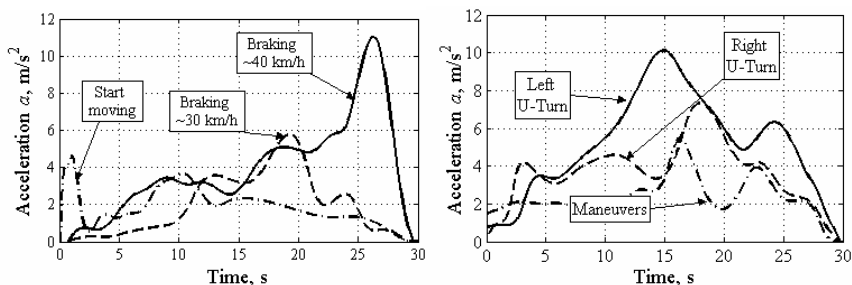 Acceleration a, m/s²
12
10
8
6
4
2
0
0 5 10 15 20 25 30
Time, s
Start
moving
Braking
~40 km/h
Braking
~30 km/h
Acceleration a, m/s²
12
10
8
6
4
2
0
0 5 10 15 20 25 30
Time, s
Left
U-Turn
Right
U-Turn
Maneuvers